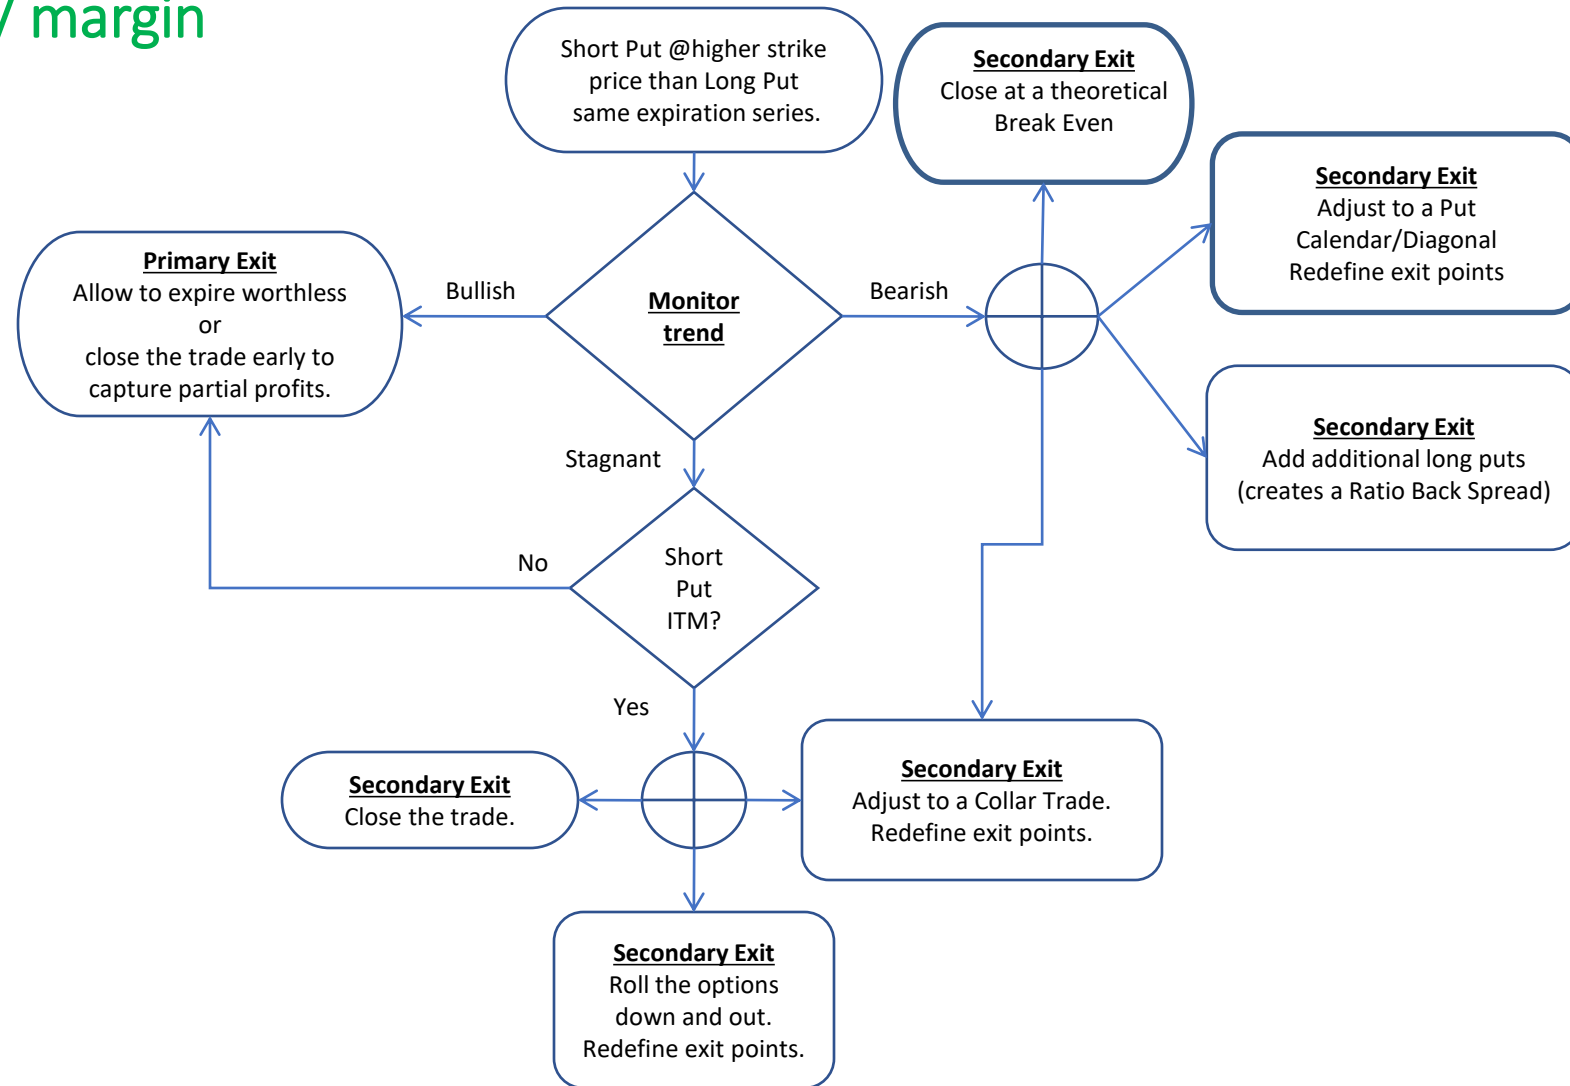 / margin
Short Put @higher strike
price than Long Put
same expiration series.
Secondary Exit
Close at a theoretical
Break Even
Secondary Exit
Adjust to a Put
Calendar/Diagonal
Redefine exit points
Primary Exit
Allow to expire worthless
or
close the trade early to
capture partial profits.
Bullish
Monitor
trend
Bearish
Stagnant
Secondary Exit
Add additional long puts
(creates a Ratio Back Spread)
No
Short
Put
ITM?
Yes
Secondary Exit
Close the trade.
Secondary Exit
Adjust to a Collar Trade.
Redefine exit points.
Secondary Exit
Roll the options
down and out.
Redefine exit points.